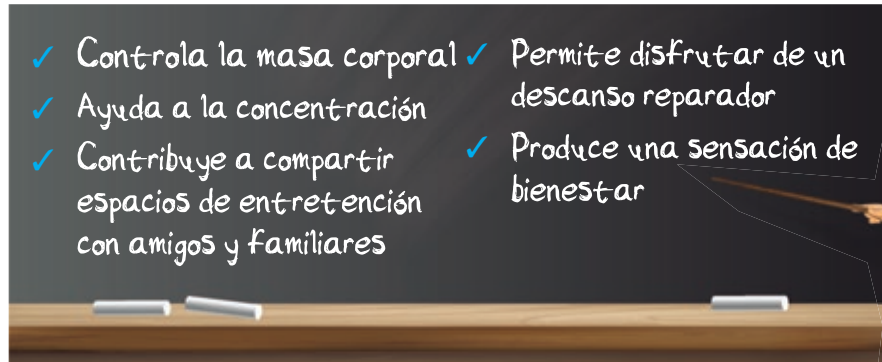 ✓ Controla la masa corporal
✓ Ayuda a la concentración
✓ Contribuye a compartir
espacios de entretención
con amigos y familiares
✓ Permite disfrutar de un
descanso reparador
✓ Produce una sensación de
bienestar